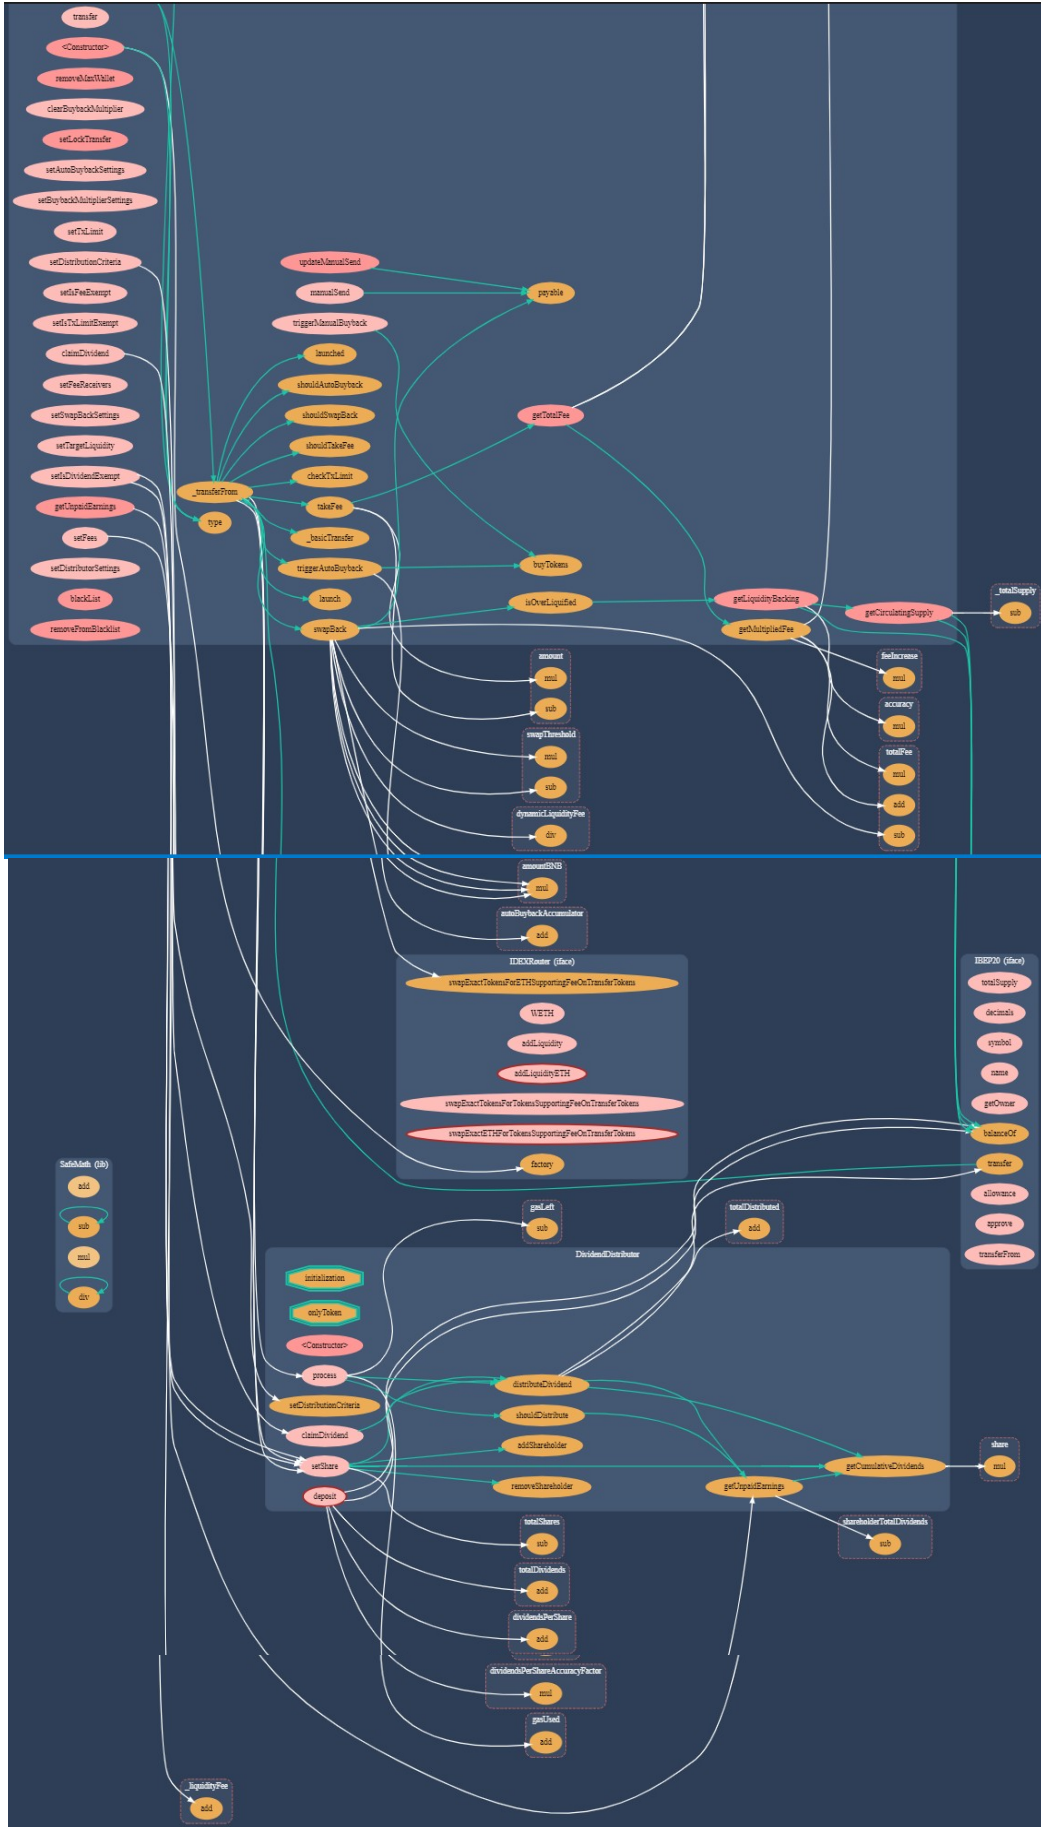 transfer
<Constructor>
removeMaxWallet
clearBuybackMultiplier
setLockTransfer
setAutoBuybackSettings
setBuybackMultiplierSettings
setTxLimit
setDistributionCriteria
setIsFeeExempt
setIsTxLimitExempt
claimDividend
setFeeReceivers
setSwapBackSettings
setTargetLiquidity
setIsDividendExempt
getUnpaidEarnings
setFees
setDistributorSettings
blackList
removeFromBlacklist
_transferFrom
type
updateManualSend
manualSend
triggerManualBuyback
launched
shouldAutoBuyback
shouldSwapBack
shouldTakeFee
checkTxLimit
takeFee
_basicTransfer
triggerAutoBuyback
launch
swapBack
payable
getTotalFee
buyTokens
isOverLiquified
getLiquidityBacking
getMultipliedFee
getCirculatingSupply
_totalSupply
sub
amount
mul
sub
swapThreshold
mul
sub
dynamicLiquidityFee
div
feeIncrease
mul
accuracy
mul
totalFee
mul
add
sub
amountBNB
mul
autoBuybackAccumulator
add
IDEXRouter (iface)
swapExactTokensForETHSupportingFeeOnTransferTokens
WETH
addLiquidity
addLiquidityETH
swapExactTokensForTokensSupportingFeeOnTransferTokens
swapExactETHForTokensSupportingFeeOnTransferTokens
factory
IBEP20 (iface)
totalSupply
decimals
symbol
name
getOwner
balanceOf
transfer
allowance
approve
transferFrom
SafeMath (lib)
add
sub
mul
div
gasLeft
sub
totalDistributed
add
DividendDistributor
initialization
onlyToken
<Constructor>
process
setDistributionCriteria
claimDividend
setShare
deposit
distributeDividend
shouldDistribute
addShareholder
removeShareholder
getUnpaidEarnings
getCumulativeDividends
share
mul
shareholderTotalDividends
sub
totalShares
sub
totalDividends
add
dividendsPerShare
add
dividendsPerShareAccuracyFactor
mul
gasUsed
add
_liquidityFee
add